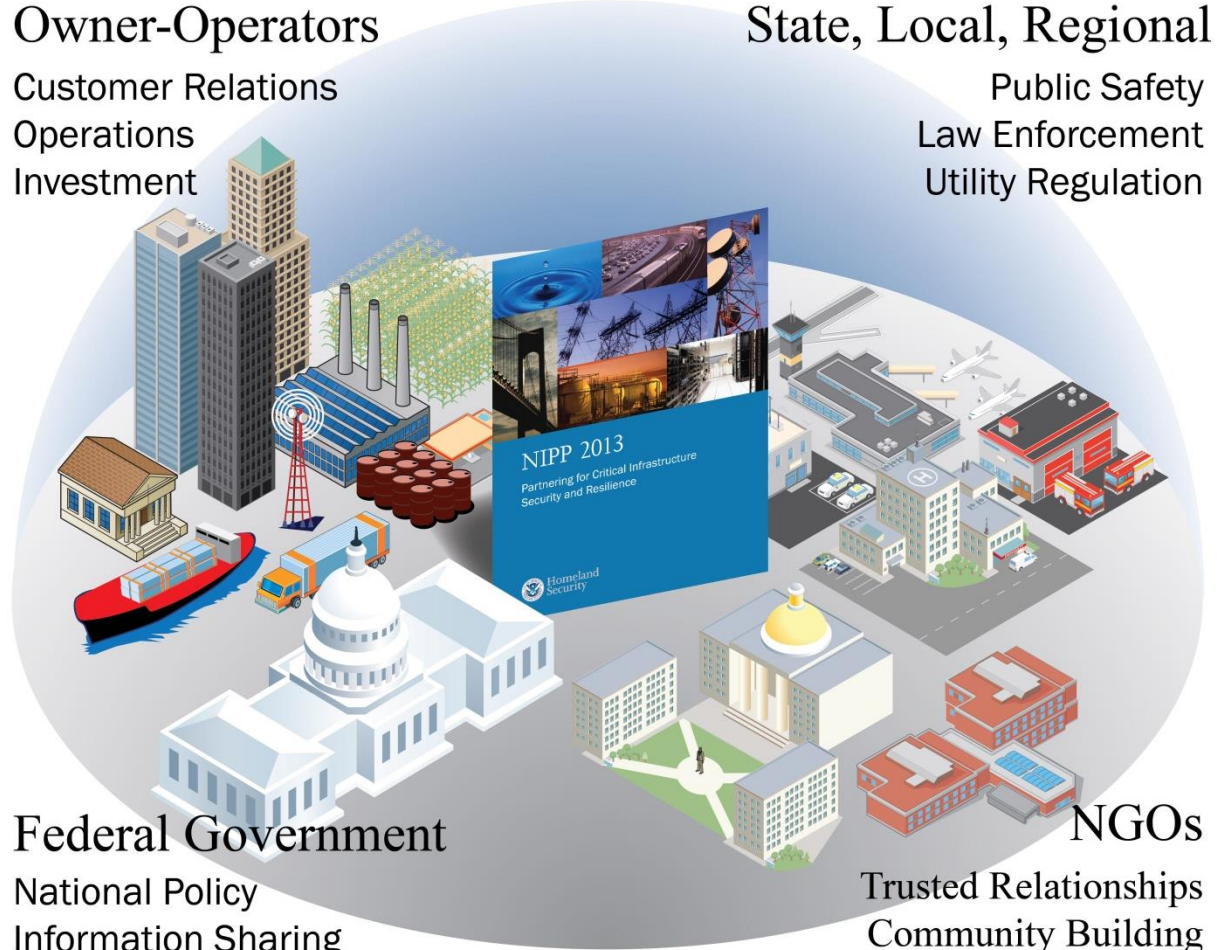 Owner-Operators
Customer Relations
Operations
Investment
State, Local, Regional
Public Safety
Law Enforcement
Utility Regulation
NIPP 2013
Partnering for Critical Infrastructure
Security and Resilience
Homeland
Security
H
Federal Government
National Policy
Information Sharing
NGOs
Trusted Relationships
Community Building